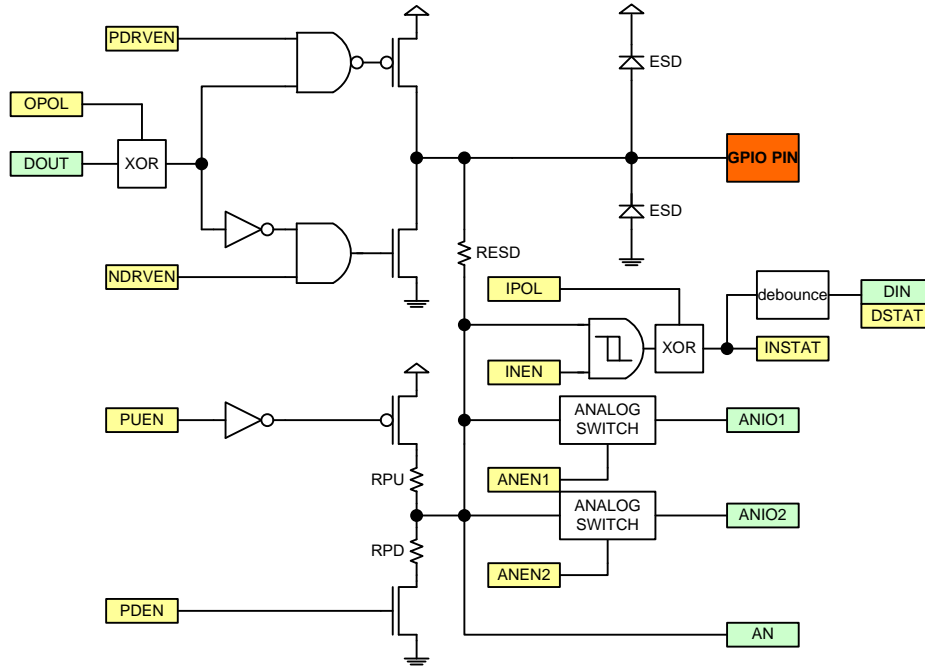 PDRVEN
ESD
OPOL
DOUT
XOR
GPIO PIN
ESD
RESD
NDRVEN
IPOL
debounce
DIN
DSTAT
XOR
INSTAT
INEN
PUEN
ANALOG
SWITCH
ANIO1
RPU
ANEN1
ANALOG
SWITCH
ANIO2
RPD
ANEN2
PDEN
AN